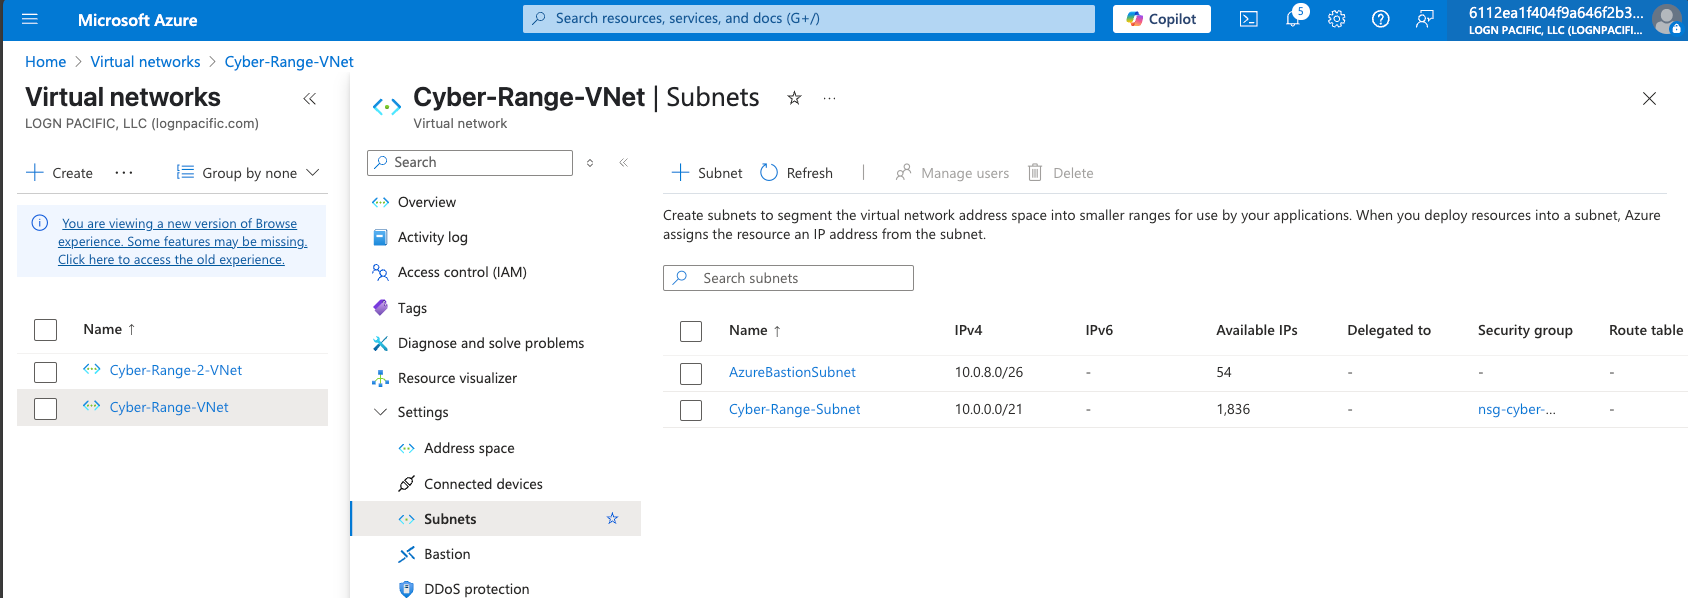 Microsoft Azure
Search resources, services, and docs (G+/)
Copilot
5
6112ea1f404f9a646f2b3...
LOGN PACIFIC, LLC (LOGNPACIFI...
Home > Virtual networks > Cyber-Range-VNet
Virtual networks
LOGN PACIFIC, LLC (lognpacific.com)
Create
Group by none
You are viewing a new version of Browse
experience. Some features may be missing.
Click here to access the old experience.
Name ↑
Cyber-Range-2-VNet
Cyber-Range-VNet
Cyber-Range-VNet | Subnets
Virtual network
Search
Overview
Activity log
Access control (IAM)
Tags
Diagnose and solve problems
Resource visualizer
Settings
Address space
Connected devices
Subnets
Bastion
DDoS protection
Subnet Refresh | Manage users Delete
Create subnets to segment the virtual network address space into smaller ranges for use by your applications. When you deploy resources into a subnet, Azure
assigns the resource an IP address from the subnet.
Search subnets
Name ↑ IPv4 IPv6 Available IPs Delegated to Security group Route table
AzureBastionSubnet 10.0.8.0/26 - 54 - - -
Cyber-Range-Subnet 10.0.0.0/21 - 1,836 - nsg-cyber-... -